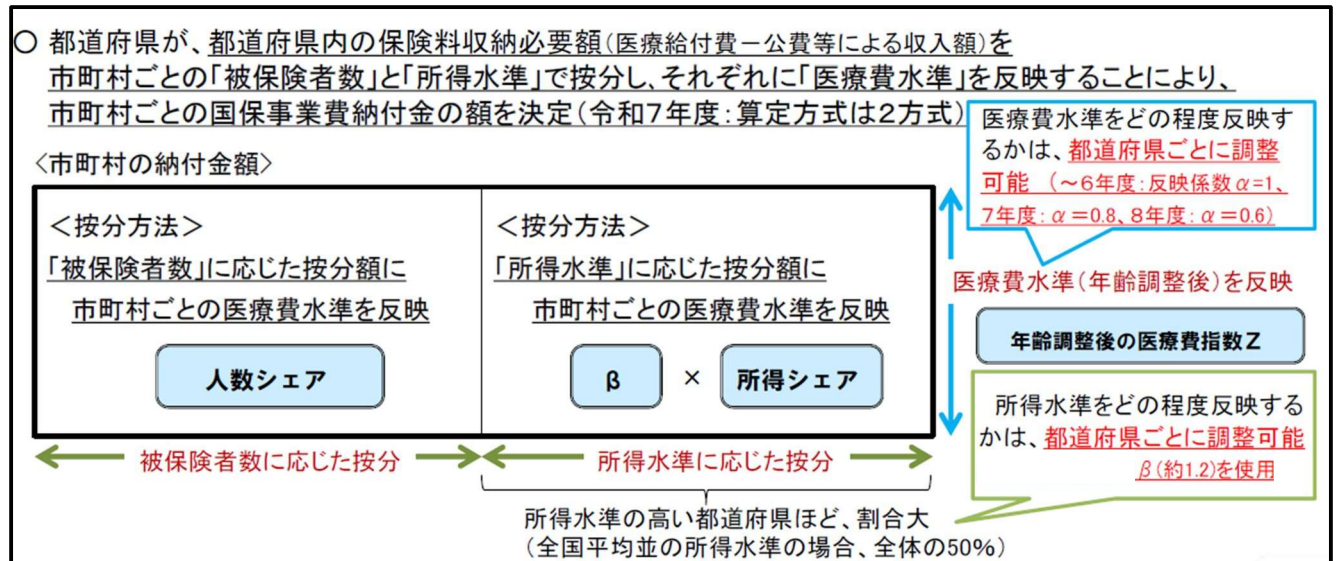 ○ 都道府県が、都道府県内の保険料収納必要額(医療給付費－公費等による収入額)を
市町村ごとの「被保険者数」と「所得水準」で按分し、それぞれに「医療費水準」を反映することにより、
市町村ごとの国保事業費納付金の額を決定(令和7年度：算定方式は2方式)
医療費水準をどの程度反映す
るかは、都道府県ごとに調整
可能 (～6年度：反映係数α=1、
7年度：α＝0.8、8年度：α＝0.6)
〈市町村の納付金額〉
＜按分方法＞
「被保険者数」に応じた按分額に
市町村ごとの医療費水準を反映
人数シェア
＜按分方法＞
「所得水準」に応じた按分額に
市町村ごとの医療費水準を反映
β × 所得シェア
医療費水準(年齢調整後)を反映
年齢調整後の医療費指数Z
所得水準をどの程度反映する
かは、都道府県ごとに調整可能
β(約1.2)を使用
被保険者数に応じた按分
所得水準に応じた按分
所得水準の高い都道府県ほど、割合大
(全国平均並の所得水準の場合、全体の50%)